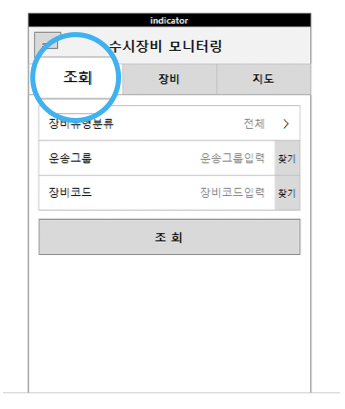 indicator
수시장비 모니터링
조회 장비 지도
장비유형분류 전체 >
운송그룹 운송그룹입력 찾기
장비코드 장비코드입력 찾기
조 회